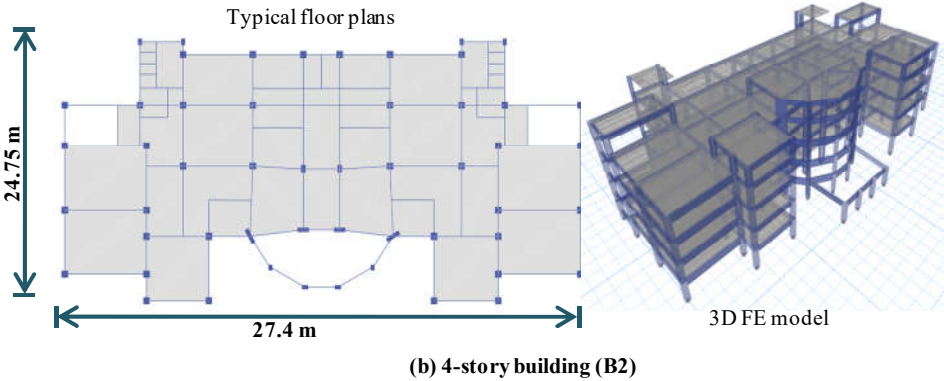 Typical floor plans
24.75 m
27.4 m
3D FE model
(b) 4-story building (B2)